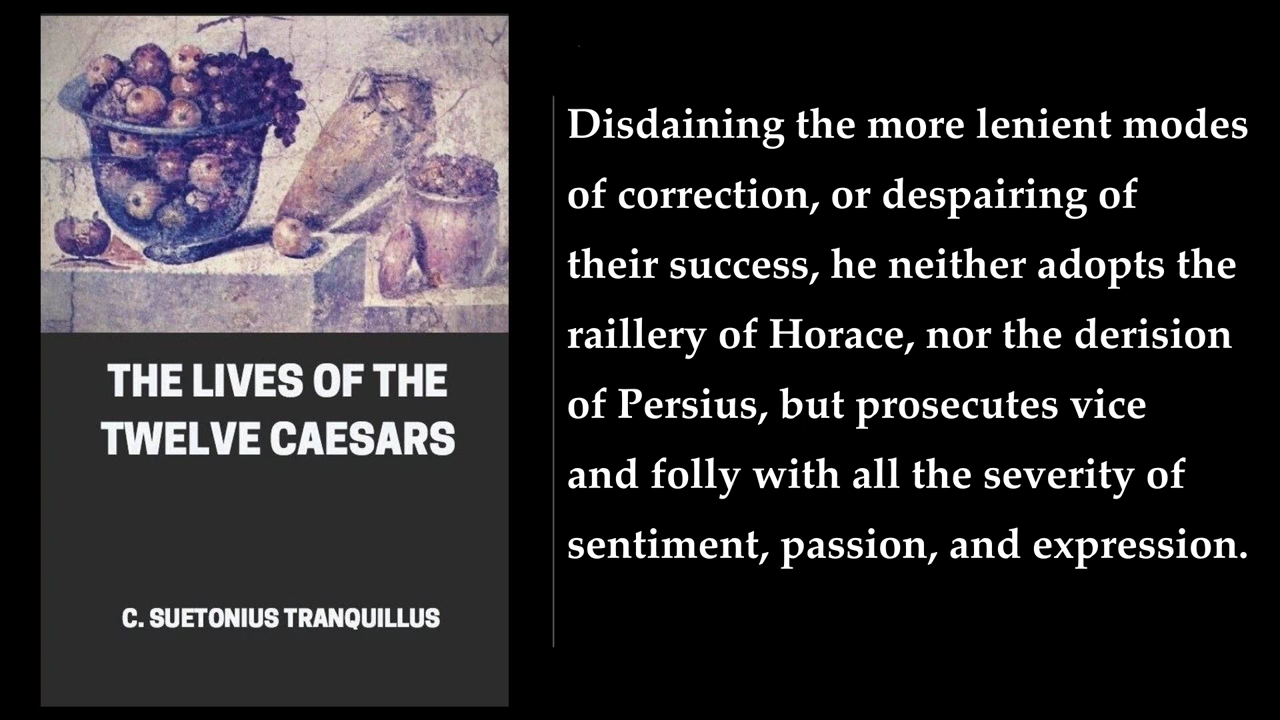 THE LIVES OF THE
TWELVE CAESARS
C. SUETONIUS TRANQUILLUS
Disdaining the more lenient modes
of correction, or despairing of
their success, he neither adopts the
raillery of Horace, nor the derision
of Persius, but prosecutes vice
and folly with all the severity of
sentiment, passion, and expression.